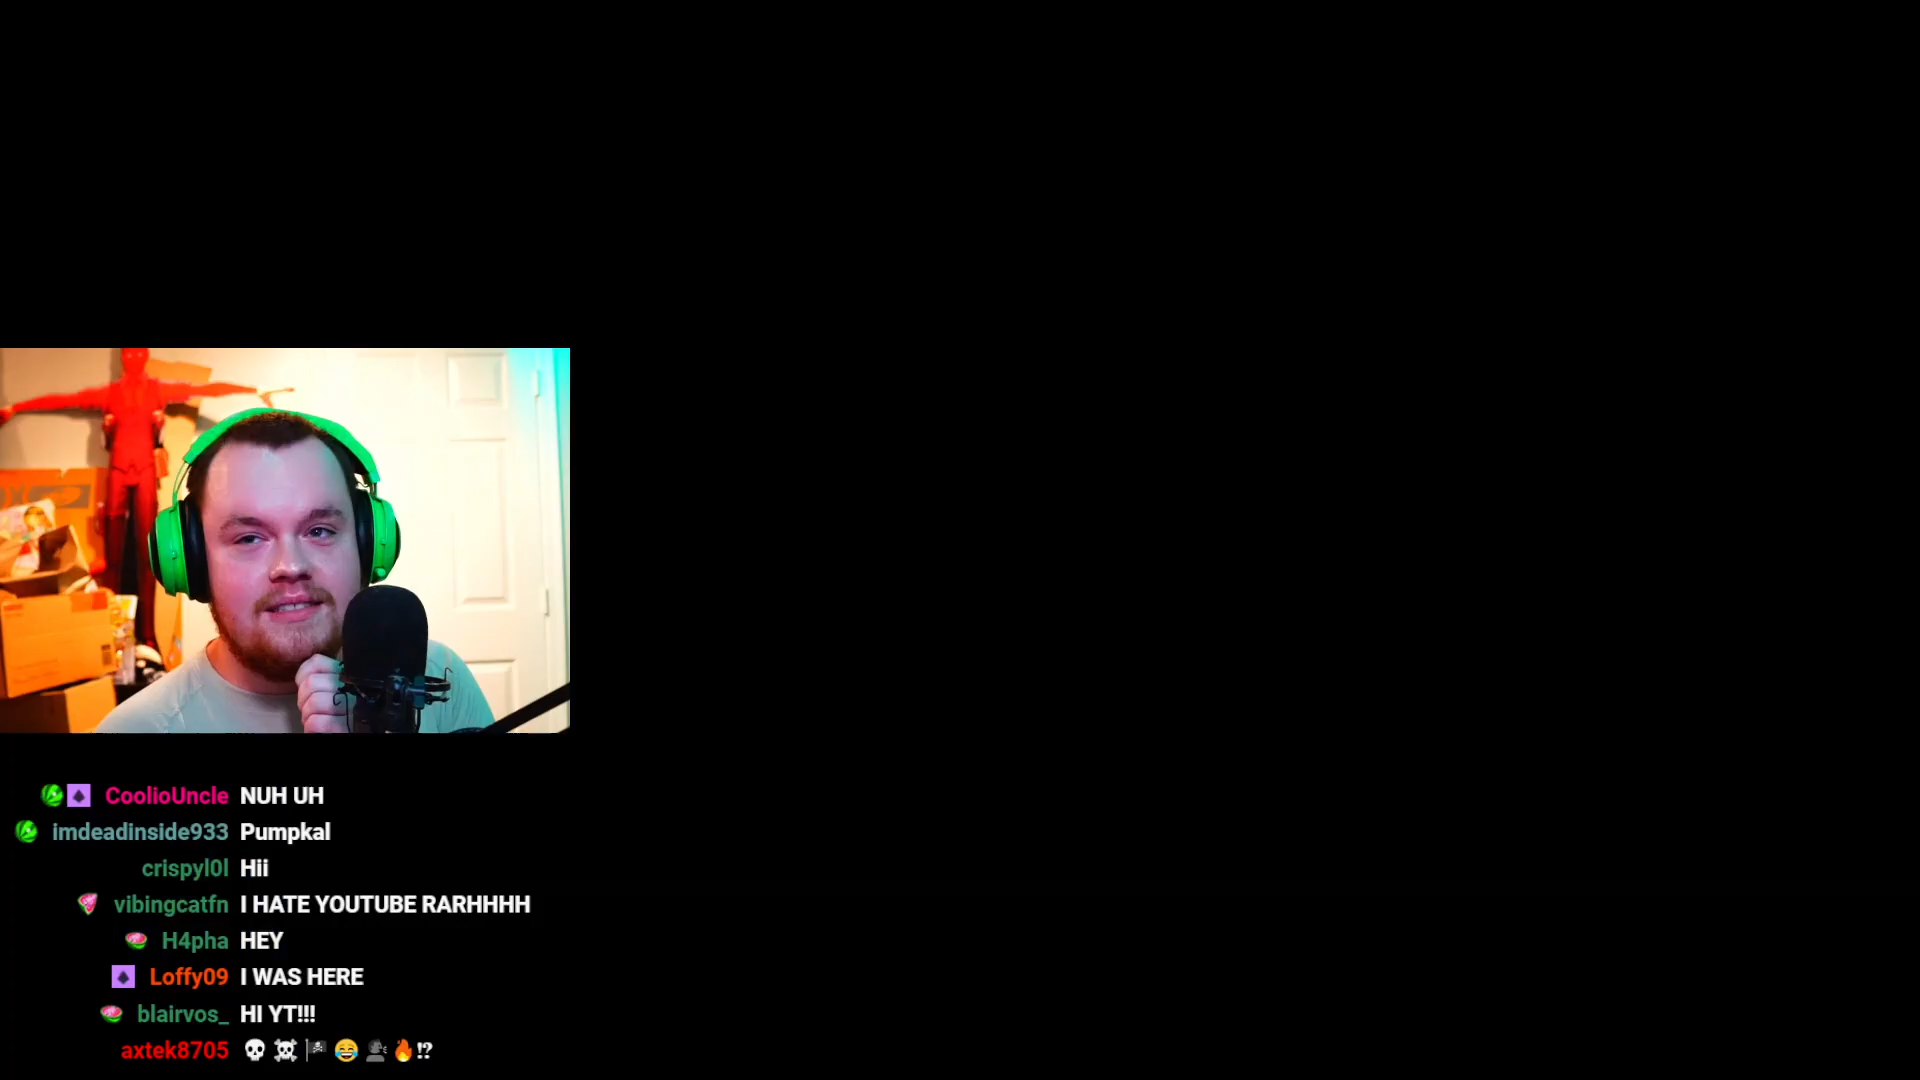 CoolioUncle NUH UH
imdeadinside933 Pumpkal
crispyl0l Hii
vibingcatfn I HATE YOUTUBE RARHHHH
H4pha HEY
Loffy09 I WAS HERE
blairvos_ HI YT!!!
axtek8705 💀☠️🏴‍☠️😂🗣️🔥⁉️